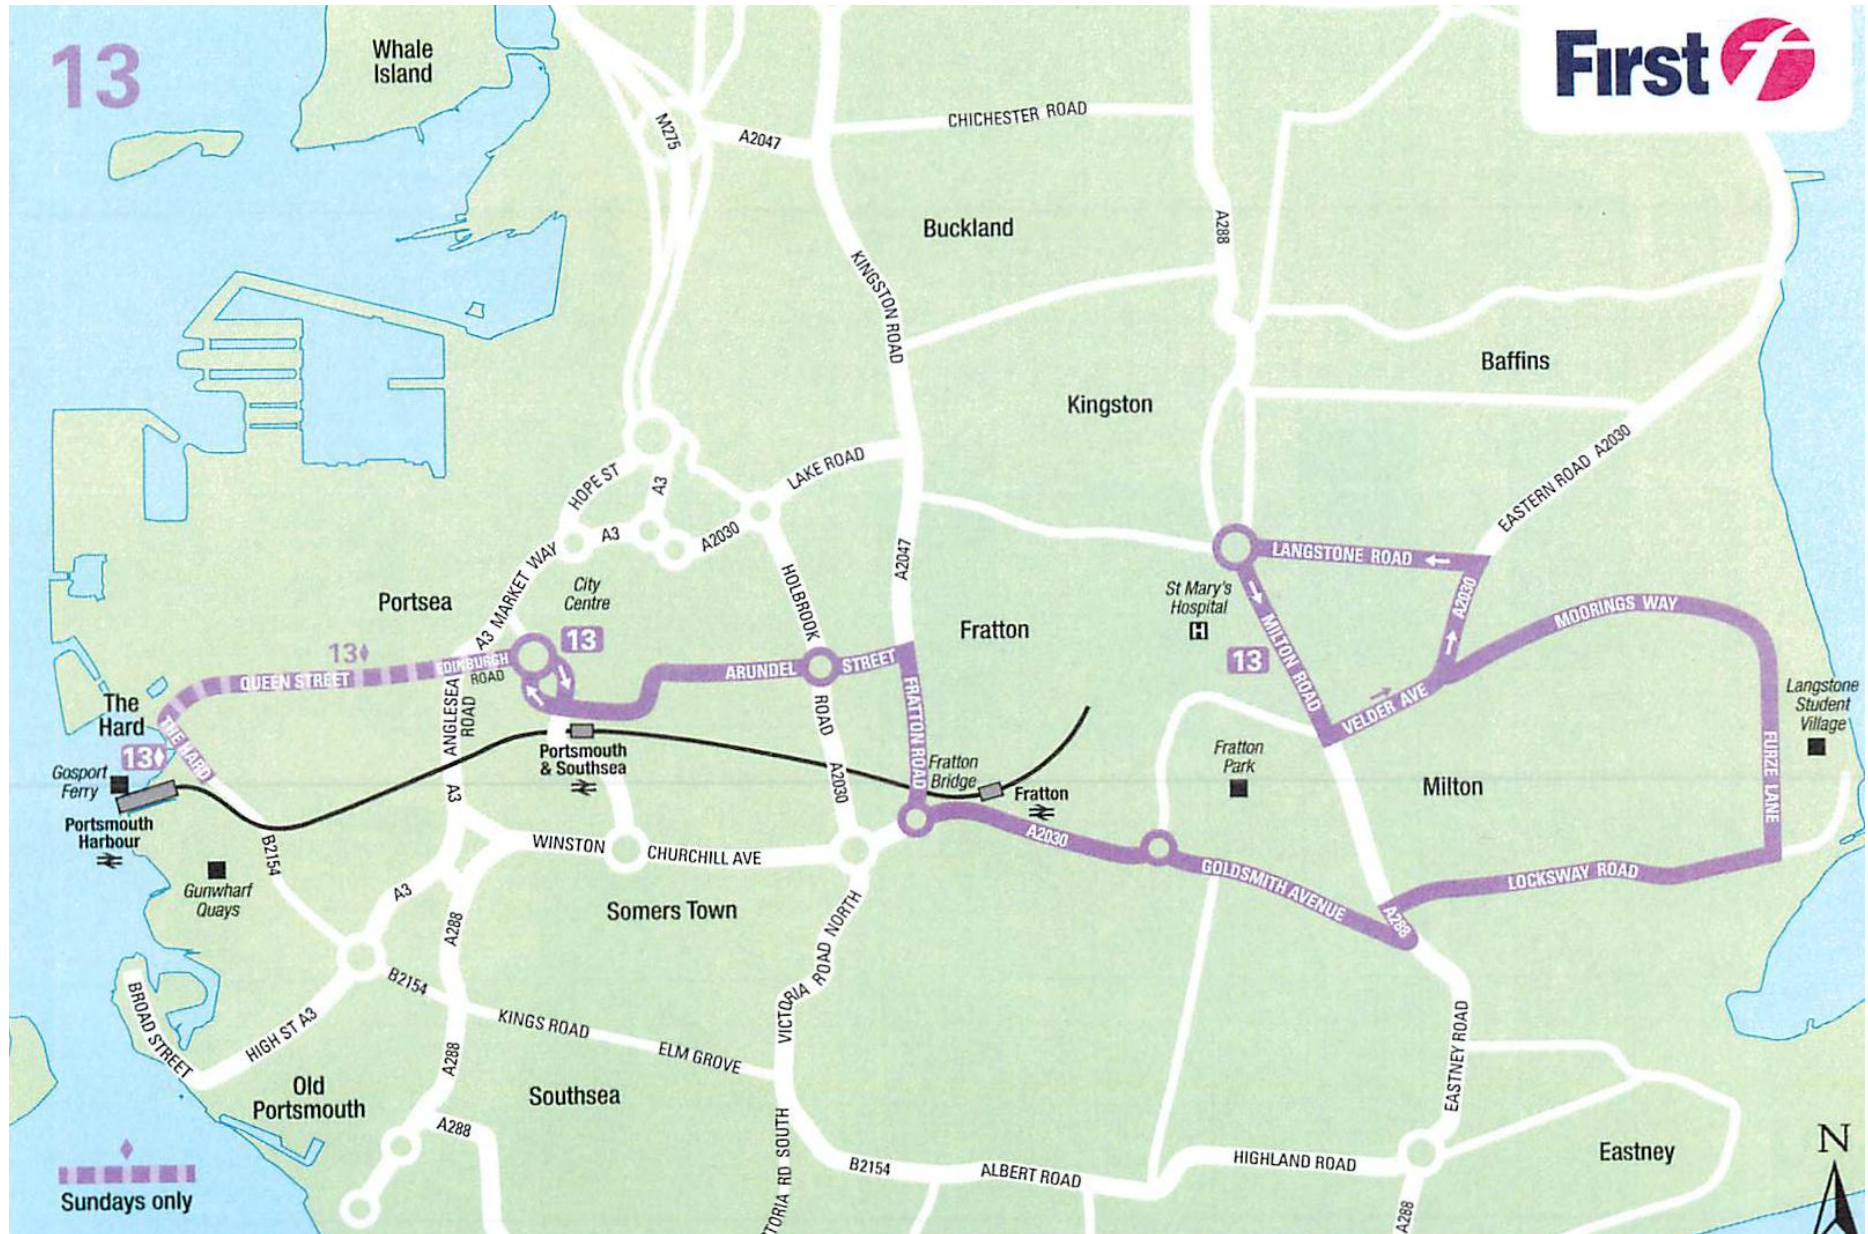 13
Whale
Island
First
M275
A2047
CHICHESTER ROAD
Buckland
A288
KINGSTON ROAD
Baffins
Kingston
HOPE ST
A3
LAKE ROAD
EASTERN ROAD A2030
A3
A2030
A2047
A3 MARKET WAY
City
Centre
HOLBROOK
ROAD
LANGSTONE ROAD
St Mary's
Hospital
H
A2030
MOORINGS WAY
Portsea
Fratton
13
13
MILTON ROAD
13
EDINBURGH
ROAD
QUEEN STREET
ARUNDEL
STREET
ANGLESEA
ROAD
FRATTON ROAD
VELDER AVE
Langstone
Student
Village
The
Hard
THE HARD
13
Portsmouth
& Southsea
Fratton
Bridge
Fratton
Park
FURZE LANE
Gosport
Ferry
A3
A2030
Fratton
Milton
Portsmouth
Harbour
B2154
WINSTON
CHURCHILL AVE
A2030
GOLDSMITH AVENUE
LOCKSWAY ROAD
Gunwharf
Quays
A3
A288
Somers Town
A288
VICTORIA ROAD NORTH
B2154
BROAD STREET
HIGH ST A3
KINGS ROAD
ELM GROVE
A288
EASTNEY ROAD
Old
Portsmouth
Southsea
A288
TORIA RD SOUTH
B2154
ALBERT ROAD
HIGHLAND ROAD
Eastney
N
A288
Sundays only